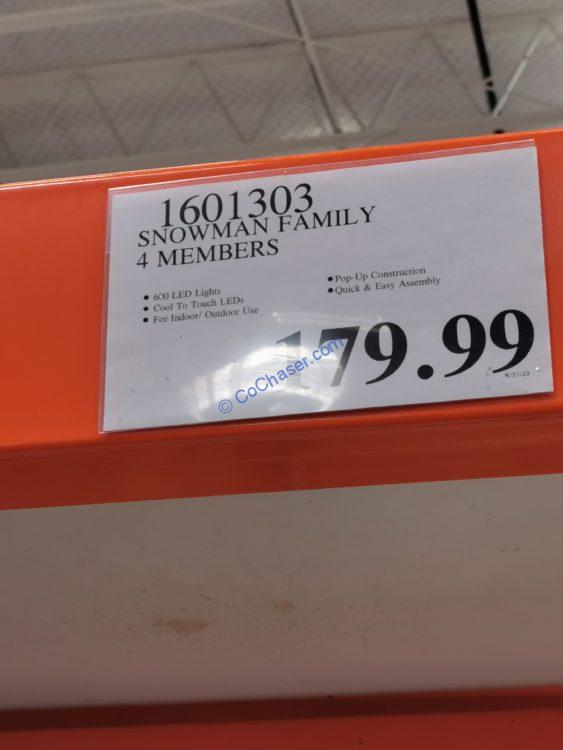 1601303
SNOWMAN FAMILY
4 MEMBERS
● 600 LED Lights
● Cool To Touch LEDs
● For Indoor/ Outdoor Use
● Pop-Up Construction
● Quick & Easy Assembly
179.99
© CoChaser.com